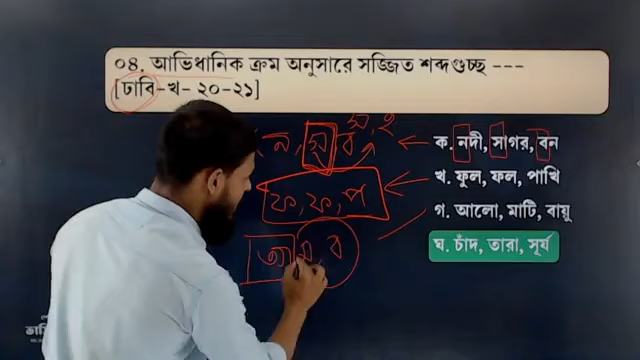 ০৪. আভিধানিক ক্রম অনুসারে সজ্জিত শব্দগুচ্ছ ---
[ঢাবি-খ- ২০-২১]
ন, স, ব
স, হ
ক. নদী, সাগর, বন
ফ, ফ, প
খ. ফুল, ফল, পাখি
গ. আলো, মাটি, বায়ু
আ ম, ব
ঘ. চাঁদ, তারা, সূর্য